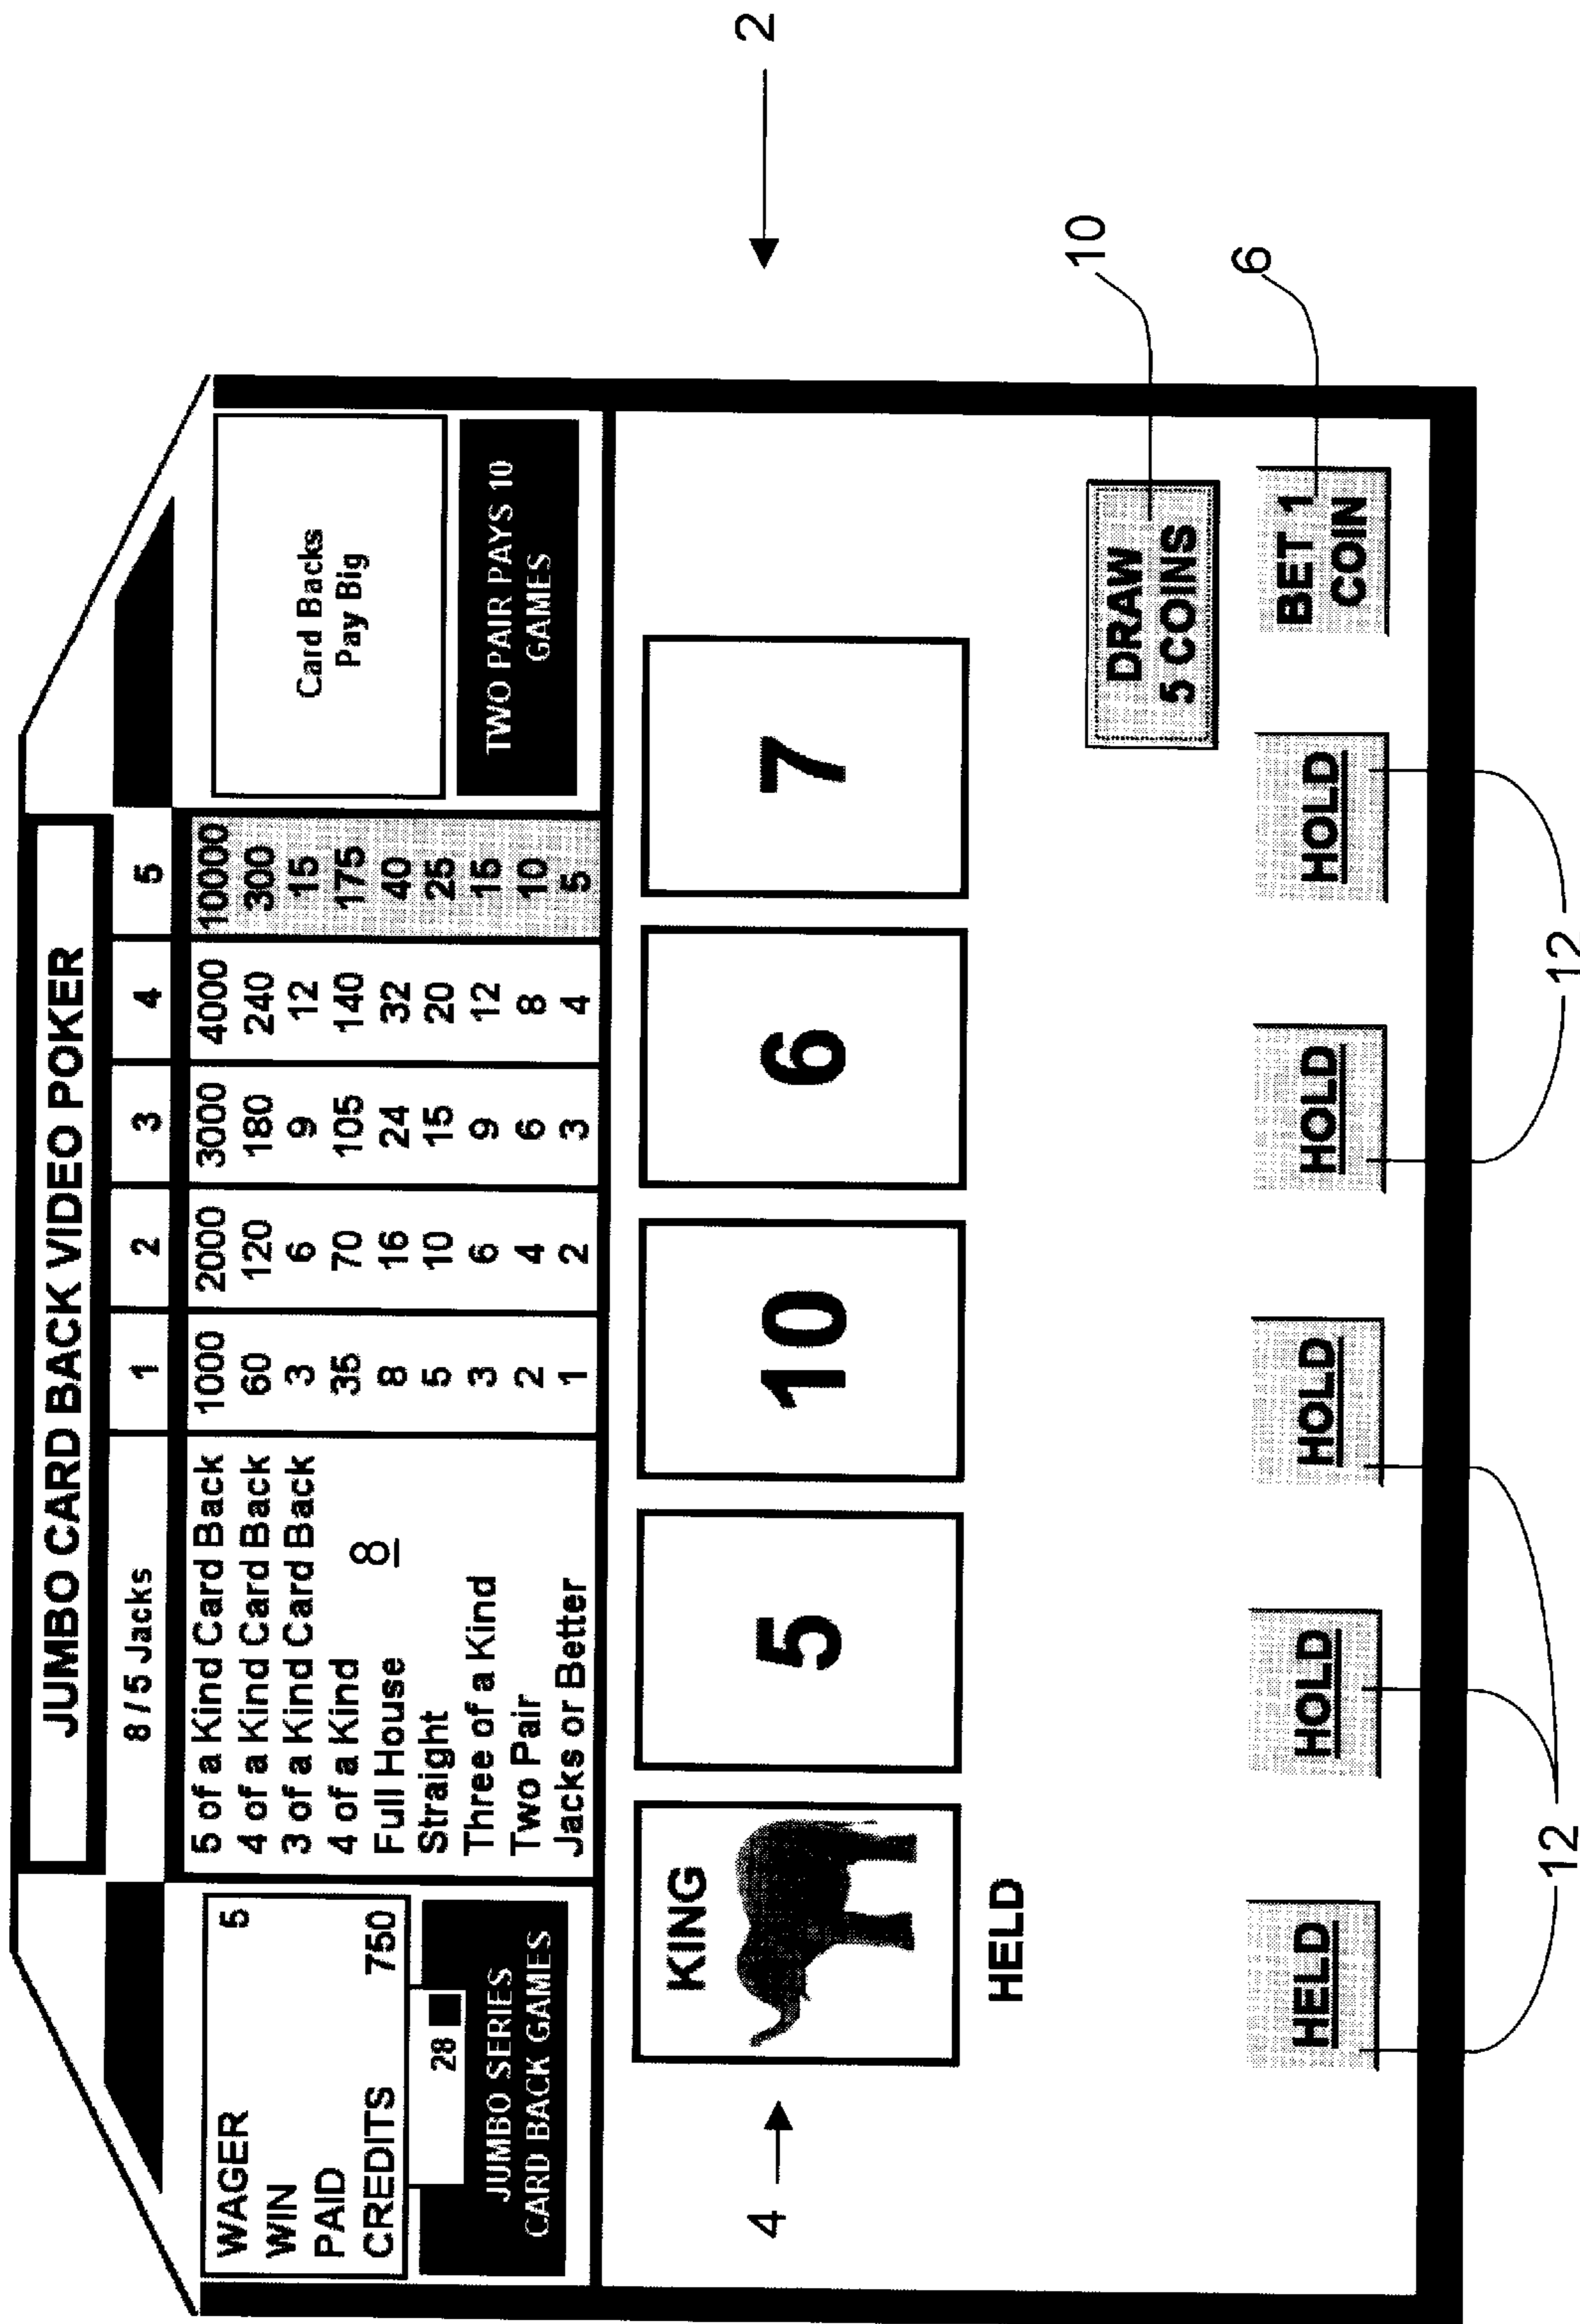 JUMBO CARD BACK VIDEO POKER
8 / 5 Jacks 1 2 3 4 5
WAGER 5
WIN
PAID
CREDITS 750
28
JUMBO SERIES
CARD BACK GAMES
5 of a Kind Card Back 1000 2000 3000 4000 10000
4 of a Kind Card Back 60 120 180 240 300
3 of a Kind Card Back 3 6 9 12 15
4 of a Kind 35 70 105 140 175
Full House 8 16 24 32 40
Straight 5 10 15 20 25
Three of a Kind 3 6 9 12 15
Two Pair 2 4 6 8 10
Jacks or Better 1 2 3 4 5
8
Card Backs
Pay Big
TWO PAIR PAYS 10
GAMES
2
4
KING
5
10
6
7
HELD
DRAW
5 COINS
10
HELD
HOLD
HOLD
HOLD
HOLD
BET 1
COIN
6
12
12